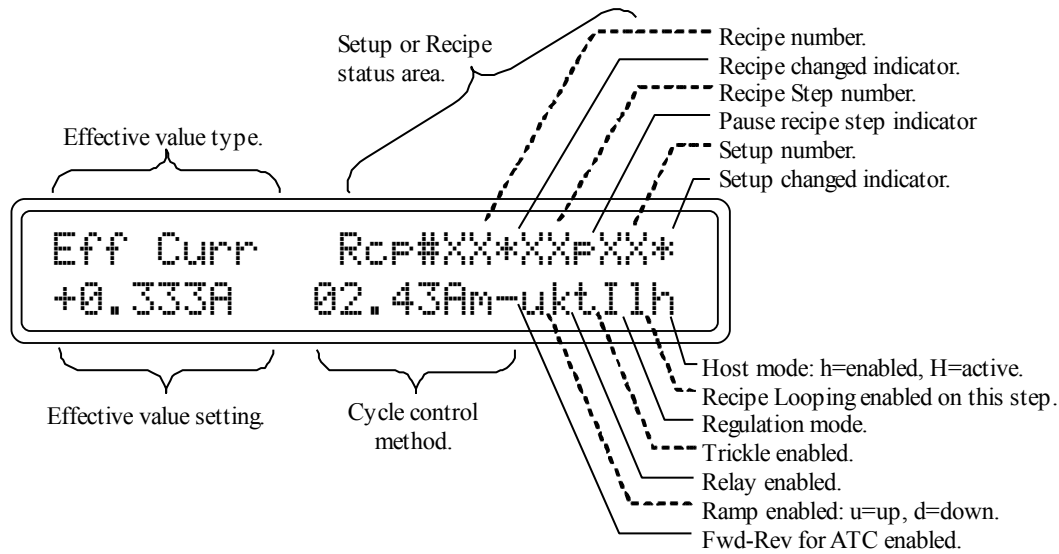 Setup or Recipe
status area.
Recipe number.
Recipe changed indicator.
Recipe Step number.
Pause recipe step indicator
Setup number.
Setup changed indicator.
Effective value type.
Eff Curr Rcp#XX*XXpXX*
+0.333A 02.43Am-uktIlh
Effective value setting.
Cycle control
method.
Host mode: h=enabled, H=active.
Recipe Looping enabled on this step.
Regulation mode.
Trickle enabled.
Relay enabled.
Ramp enabled: u=up, d=down.
Fwd-Rev for ATC enabled.